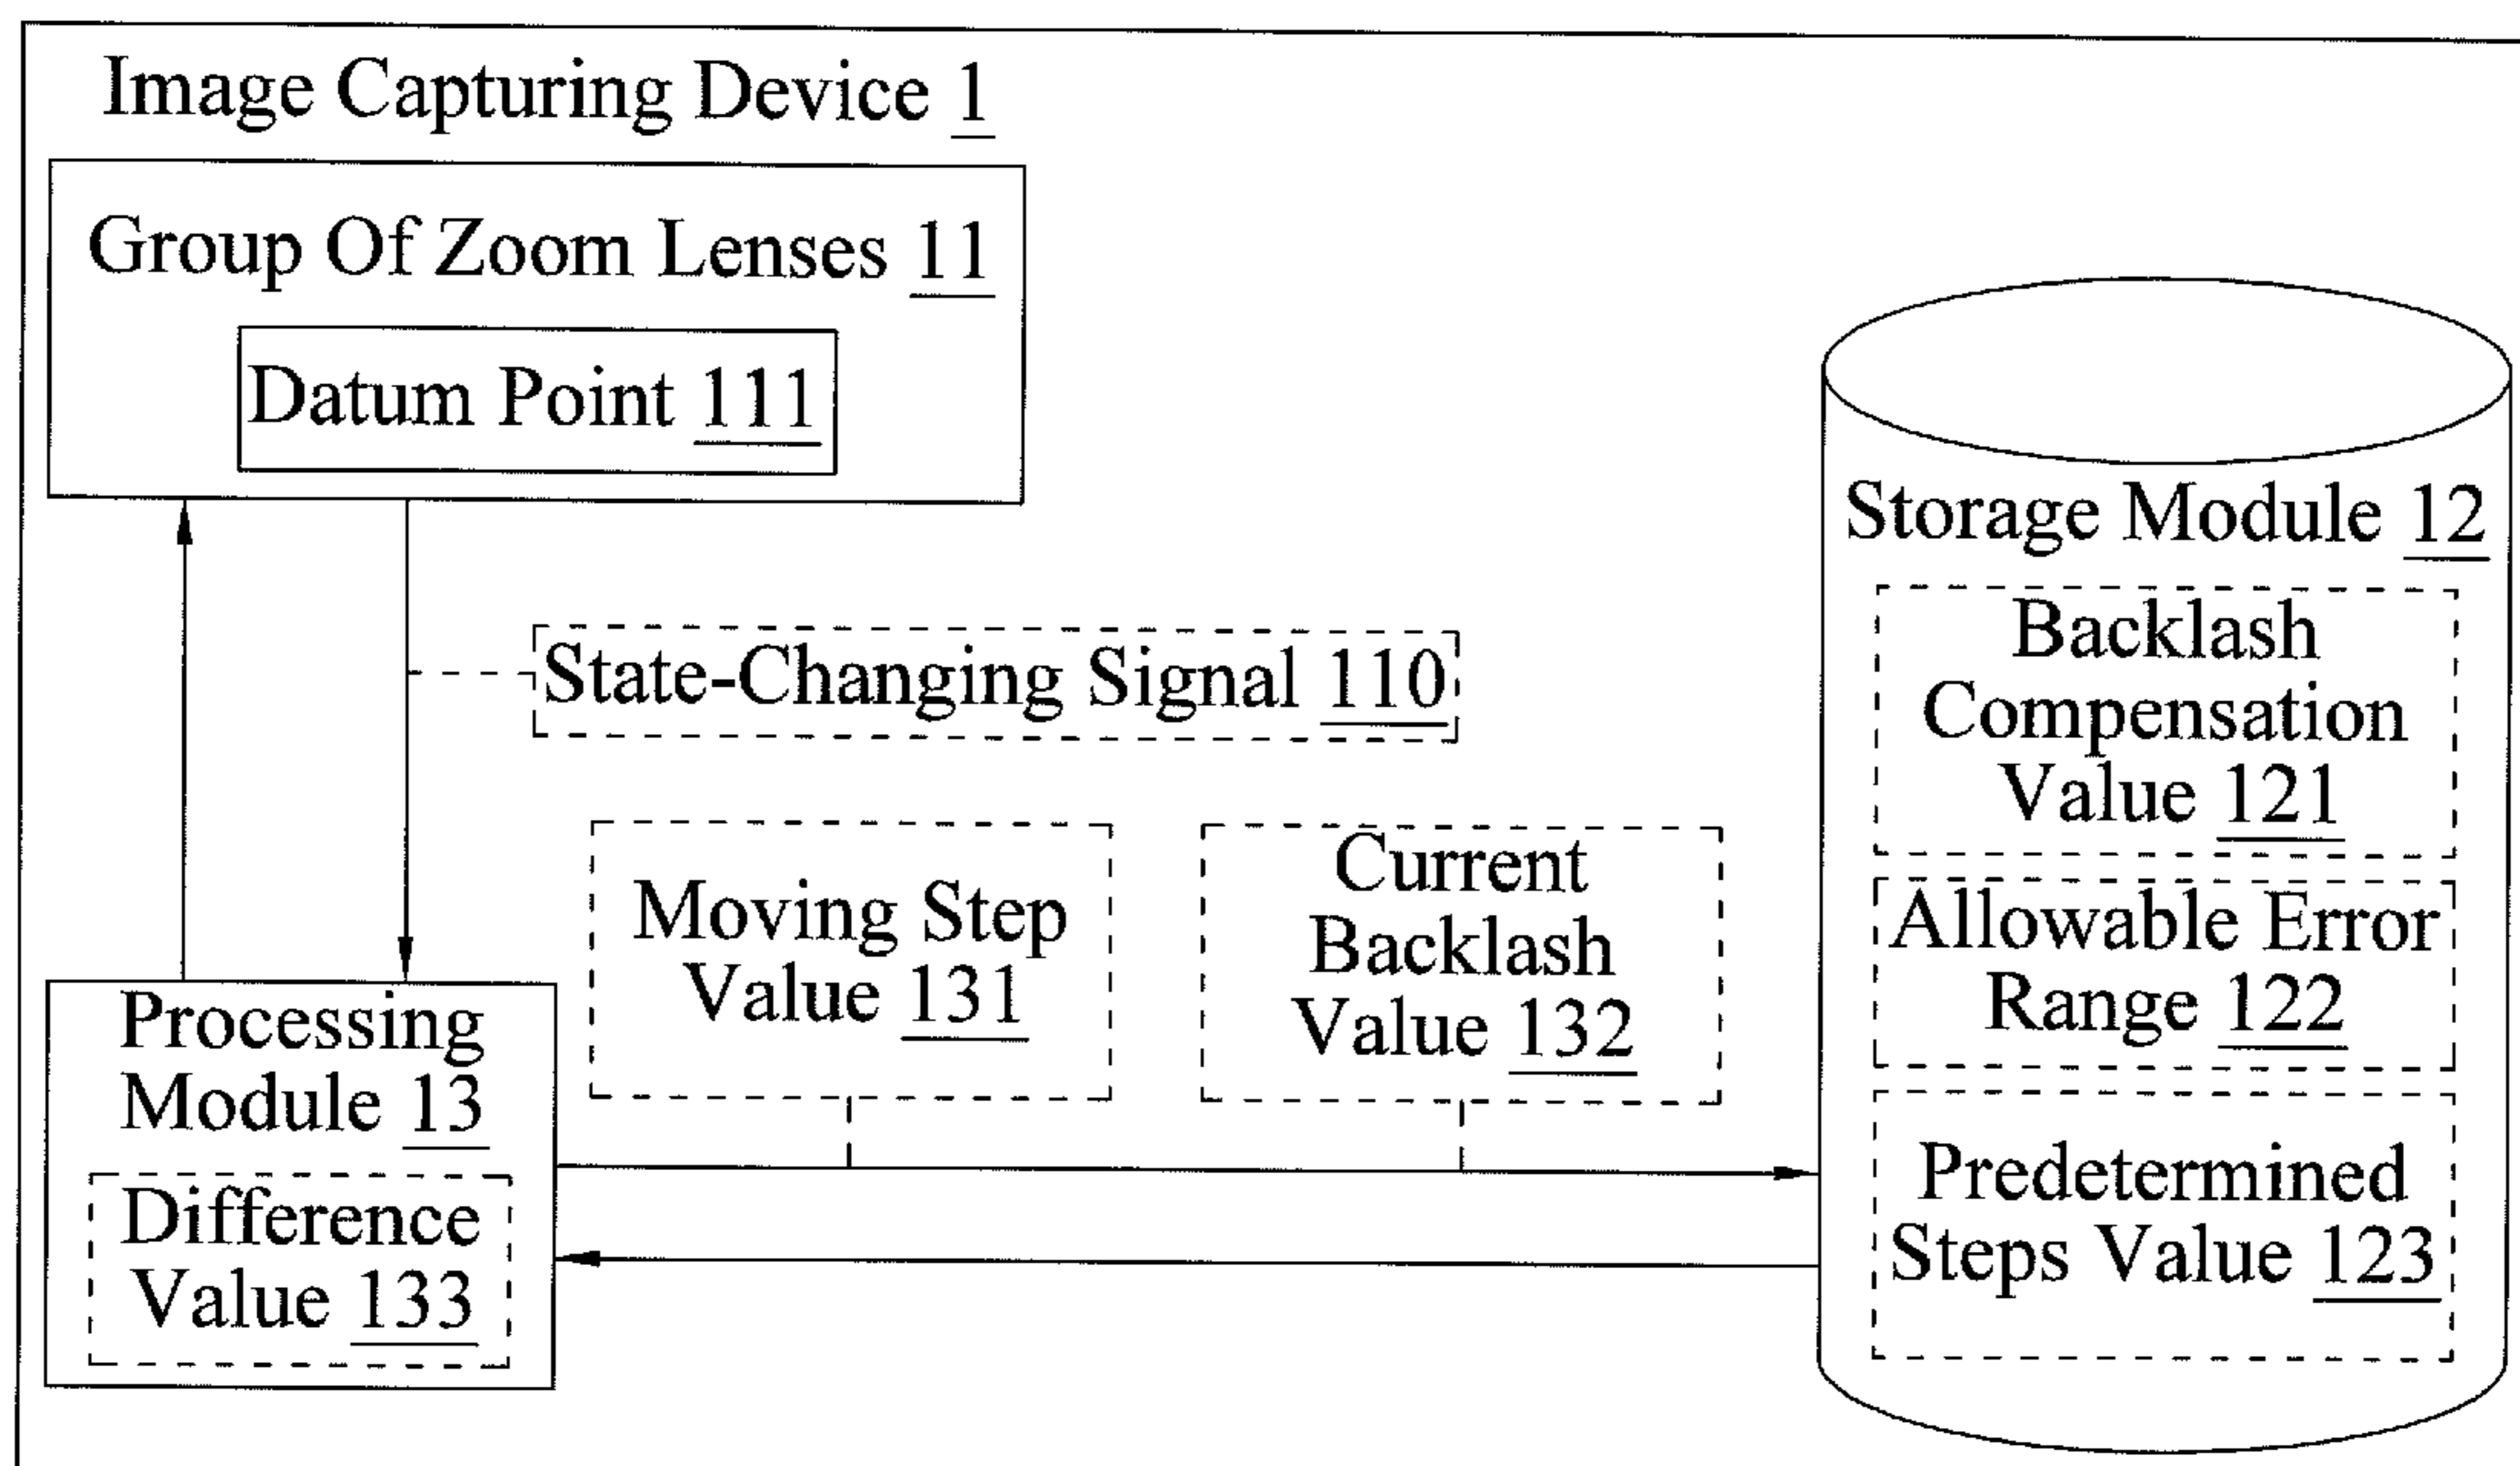 Image Capturing Device 1
Group Of Zoom Lenses 11
Datum Point 111
State-Changing Signal 110
Moving Step
Value 131
Current
Backlash
Value 132
Storage Module 12
Backlash
Compensation
Value 121
Allowable Error
Range 122
Predetermined
Steps Value 123
Processing
Module 13
Difference
Value 133